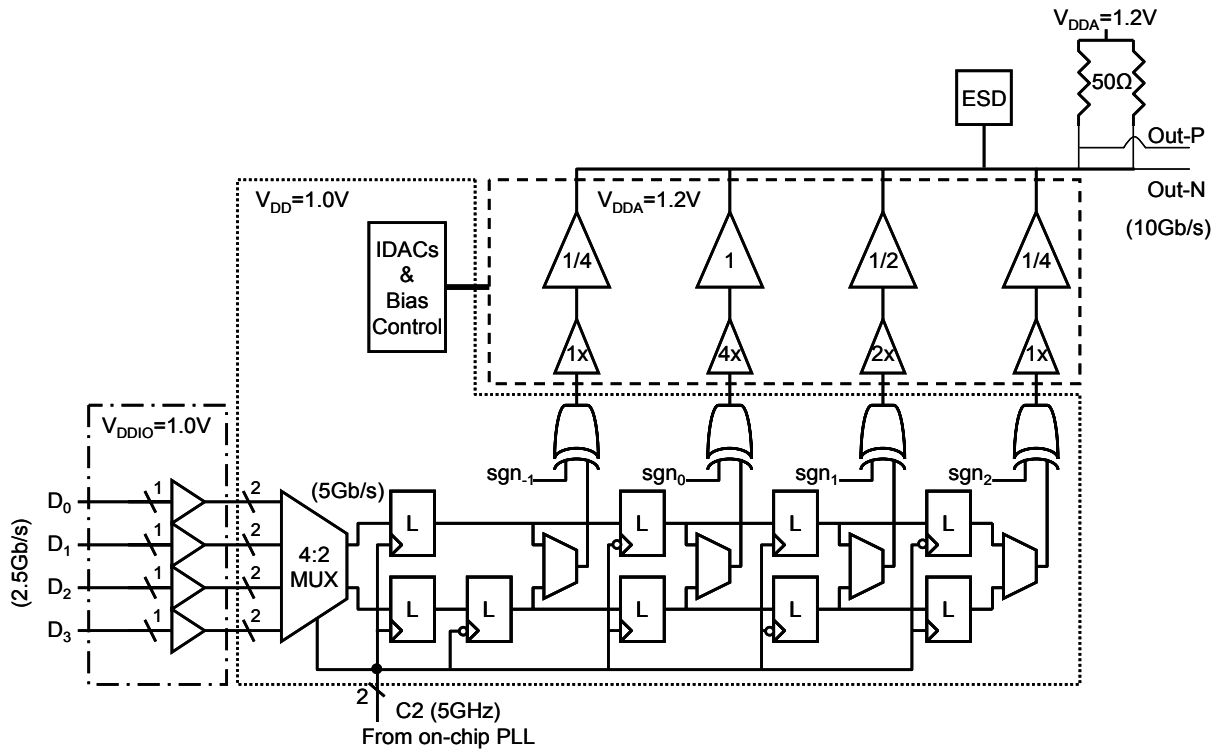 V_DDA=1.2V
50Ω
ESD
Out-P
Out-N
(10Gb/s)
V_DD=1.0V
V_DDA=1.2V
IDACs
&
Bias
Control
1/4
1
1/2
1/4
1x
4x
2x
1x
V_DDIO=1.0V
sgn_-1
sgn_0
sgn_1
sgn_2
(2.5Gb/s)
D_0
1
2
D_1
1
2
D_2
1
2
D_3
1
2
4:2
MUX
(5Gb/s)
L
L
L
L
L
L
L
L
L
2
C2 (5GHz)
From on-chip PLL